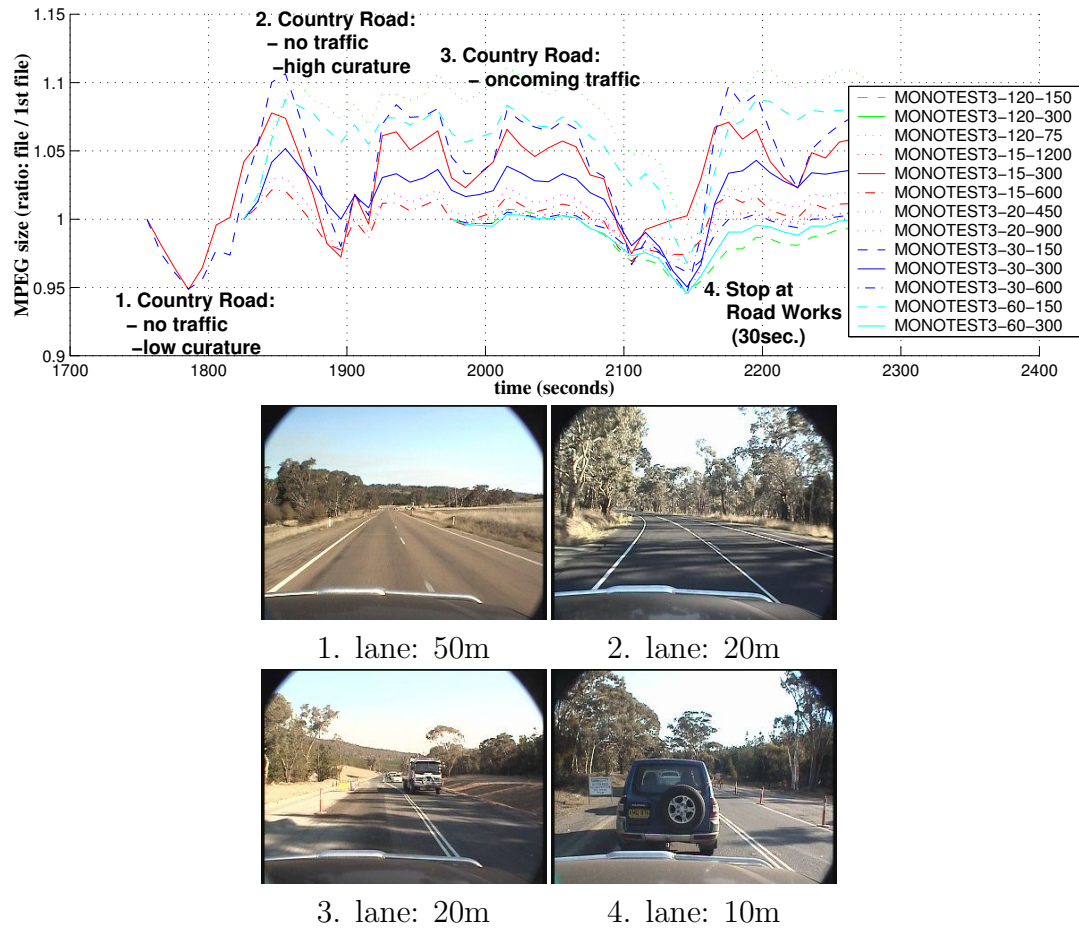 1.15
1.1
1.05
1
0.95
0.9
MPEG size (ratio: file / 1st file)
2. Country Road:
– no traffic
–high curature
3. Country Road:
– oncoming traffic
1. Country Road:
– no traffic
–low curature
4. Stop at
Road Works
(30sec.)
MONOTEST3–120–150
MONOTEST3–120–300
MONOTEST3–120–75
MONOTEST3–15–1200
MONOTEST3–15–300
MONOTEST3–15–600
MONOTEST3–20–450
MONOTEST3–20–900
MONOTEST3–30–150
MONOTEST3–30–300
MONOTEST3–30–600
MONOTEST3–60–150
MONOTEST3–60–300
1700 1800 1900 2000 2100 2200 2300 2400
time (seconds)
1. lane: 50m
2. lane: 20m
3. lane: 20m
4. lane: 10m